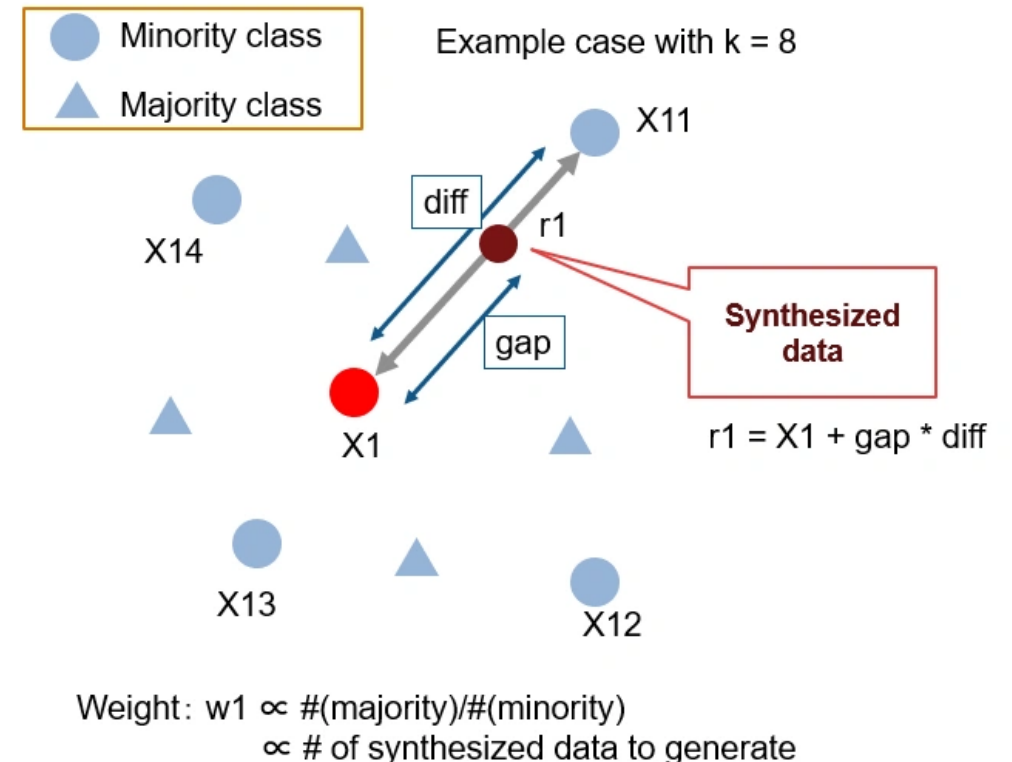 Minority class
Majority class
Example case with k = 8
X11
diff
r1
X14
Synthesized
data
gap
r1 = X1 + gap * diff
X1
X13
X12
Weight: w1 ∝ #(majority)/#(minority)
∝ # of synthesized data to generate